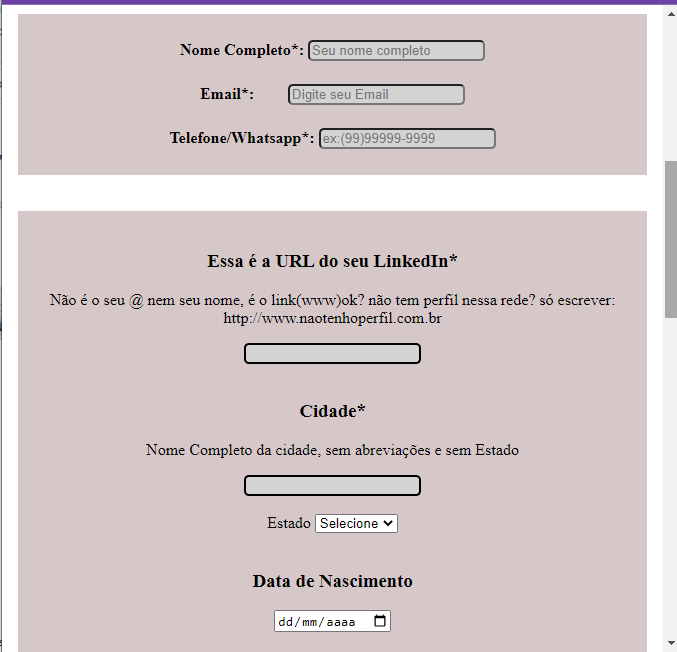 Nome Completo*: Seu nome completo
Email*: Digite seu Email
Telefone/Whatsapp*: ex:(99)99999-9999
Essa é a URL do seu LinkedIn*
Não é o seu @ nem seu nome, é o link(www)ok? não tem perfil nessa rede? só escrever:
http://www.naotenhoperfil.com.br
Cidade*
Nome Completo da cidade, sem abreviações e sem Estado
Estado Selecione
Data de Nascimento
dd/mm/aaaa